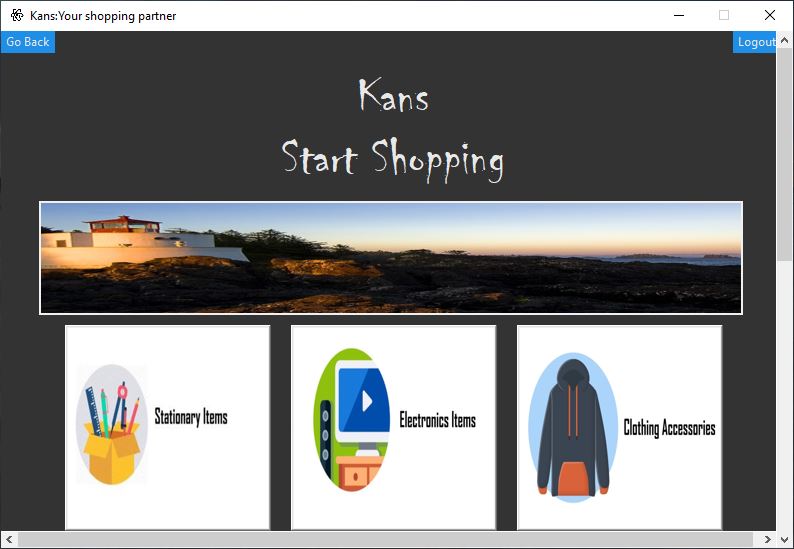 Kans:Your shopping partner
Go Back
Logout
Kans
Start Shopping
Stationary Items
Electronics Items
Clothing Accessories